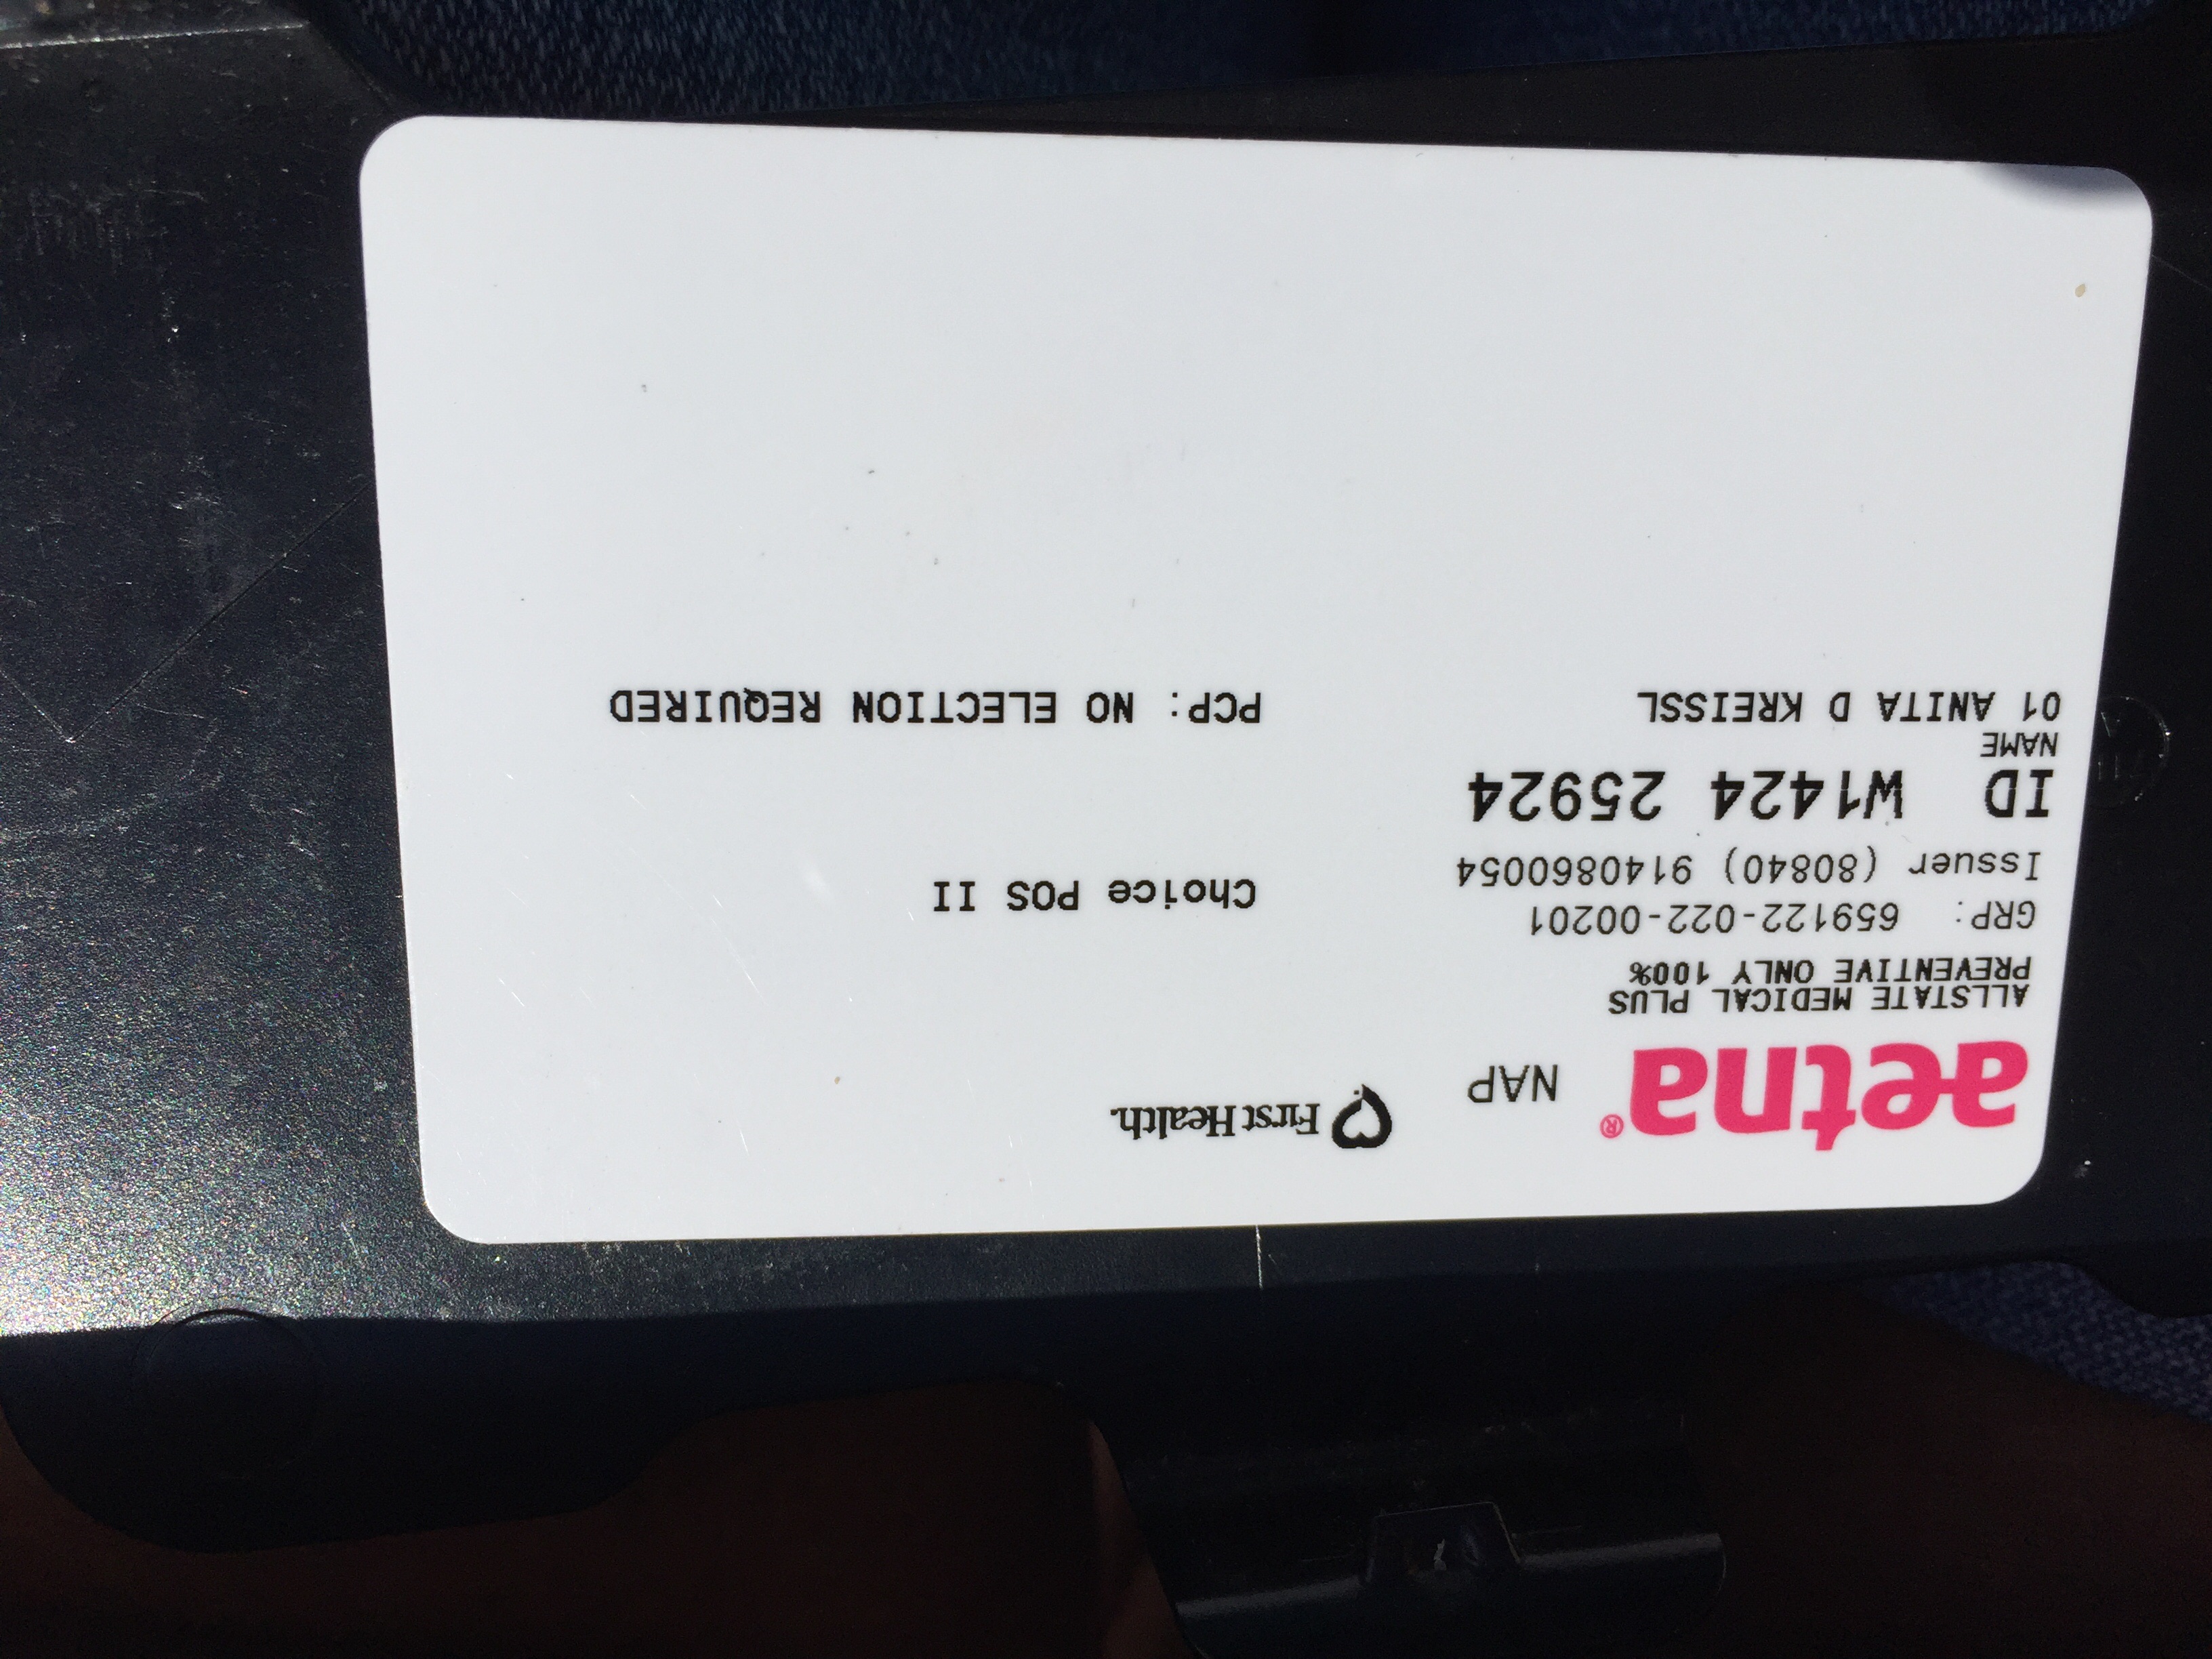 aetna® NAP First Health.
ALLSTATE MEDICAL PLUS
PREVENTIVE ONLY 100%
GRP: 659122-022-00201
Choice POS II
Issuer (80840) 9140860054
ID W1424 25924
NAME
01 ANITA D KREISSL
PCP: NO ELECTION REQUIRED